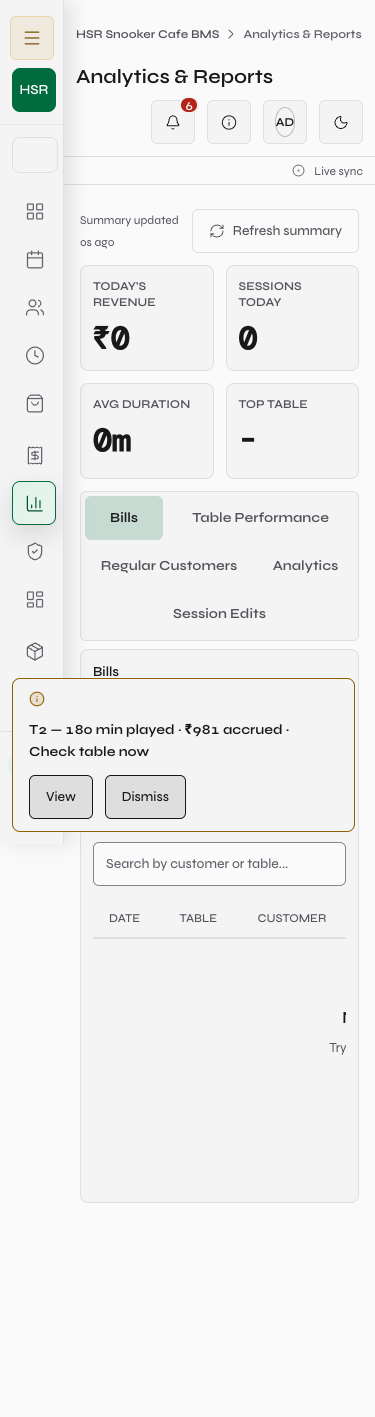 HSR Snooker Cafe BMS > Analytics & Reports
HSR
Analytics & Reports
6
AD
Live sync
Summary updated
0s ago
Refresh summary
TODAY'S
REVENUE
₹0
SESSIONS
TODAY
0
AVG DURATION
0m
TOP TABLE
-
Bills
Table Performance
Regular Customers
Analytics
Session Edits
Bills
T2 — 180 min played · ₹981 accrued ·
Check table now
View
Dismiss
Search by customer or table...
DATE
TABLE
CUSTOMER
Try